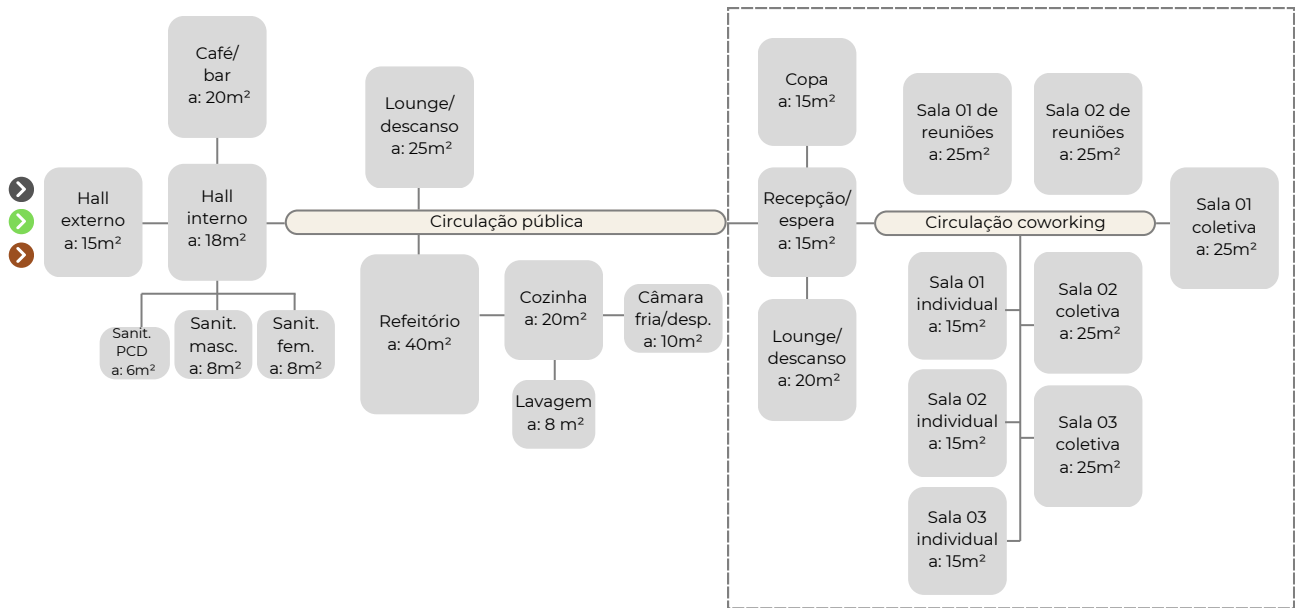 Café/
bar
a: 20m²
Lounge/
descanso
a: 25m²
Hall
externo
a: 15m²
Hall
interno
a: 18m²
Circulação pública
Sanit.
PCD
a: 6m²
Sanit.
masc.
a: 8m²
Sanit.
fem.
a: 8m²
Refeitório
a: 40m²
Cozinha
a: 20m²
Câmara
fria/desp.
a: 10m²
Lavagem
a: 8 m²
Copa
a: 15m²
Recepção/
espera
a: 15m²
Lounge/
descanso
a: 20m²
Sala 01 de
reuniões
a: 25m²
Sala 02 de
reuniões
a: 25m²
Circulação coworking
Sala 01
coletiva
a: 25m²
Sala 01
individual
a: 15m²
Sala 02
coletiva
a: 25m²
Sala 02
individual
a: 15m²
Sala 03
coletiva
a: 25m²
Sala 03
individual
a: 15m²